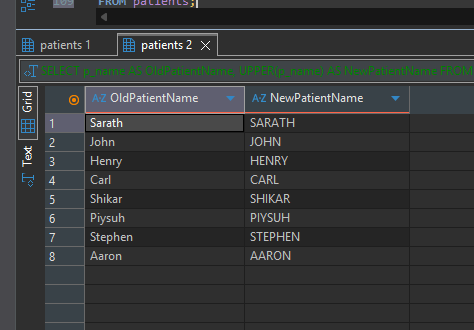 109 FROM patients;
patients 1 patients 2
SELECT p_name AS OldPatientName, UPPER(p_name) AS NewPatientName FROM
Grid
Text
A-Z OldPatientName A-Z NewPatientName
1 Sarath SARATH
2 John JOHN
3 Henry HENRY
4 Carl CARL
5 Shikar SHIKAR
6 Piysuh PIYSUH
7 Stephen STEPHEN
8 Aaron AARON